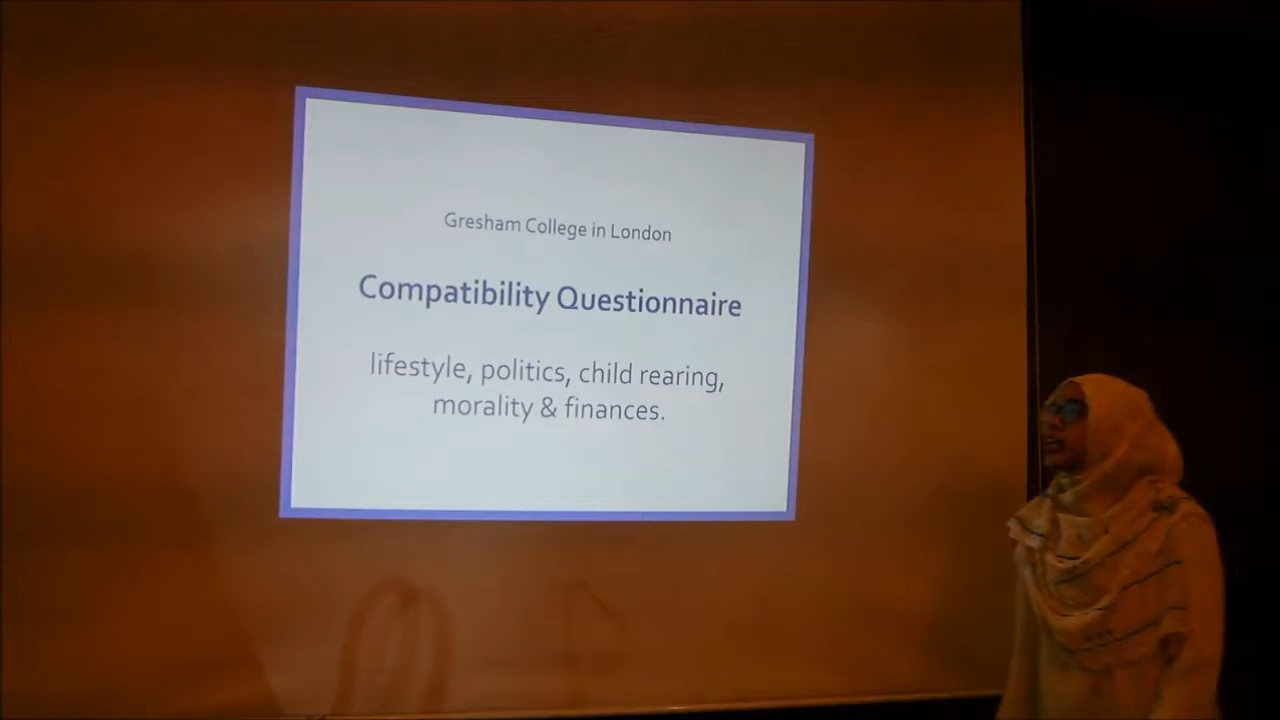 Gresham College in London
Compatibility Questionnaire
lifestyle, politics, child rearing,
morality & finances.